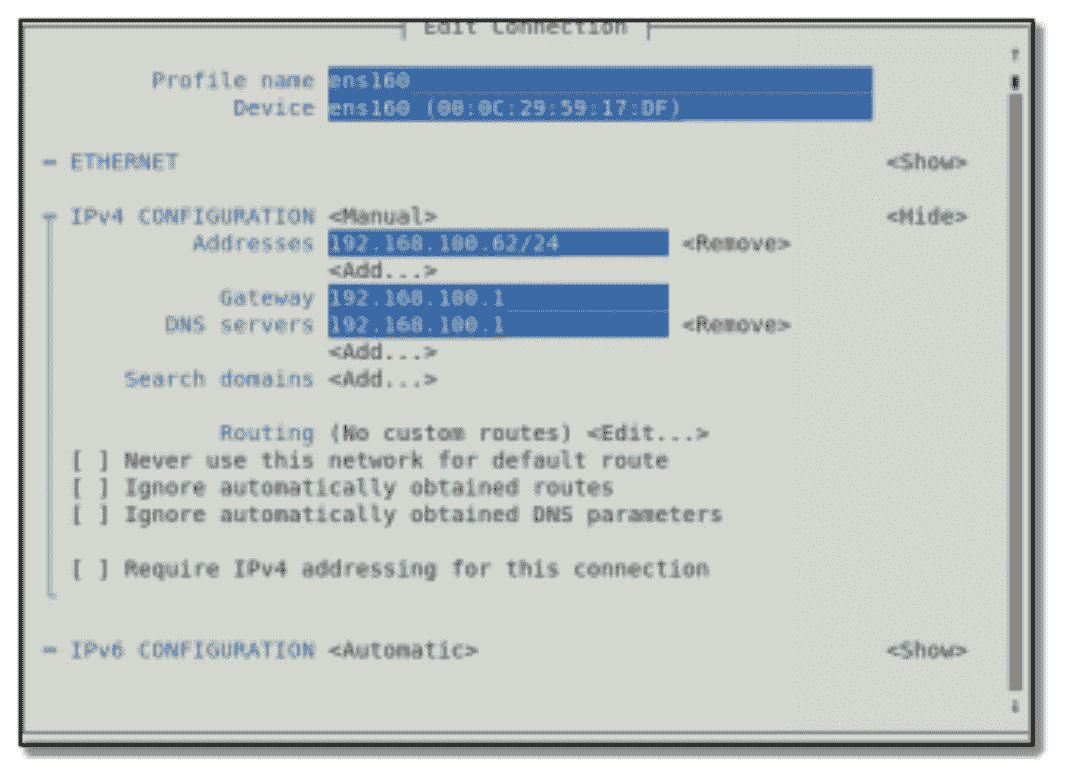 Edit Connection
Profile name ens160
Device ens160 (00:0C:29:59:17:DF)
ETHERNET <Show>
IPv4 CONFIGURATION <Manual> <Hide>
Addresses 192.168.100.62/24 <Remove>
<Add...>
Gateway 192.168.100.1
DNS servers 192.168.100.1 <Remove>
<Add...>
Search domains <Add...>
Routing (No custom routes) <Edit...>
[ ] Never use this network for default route
[ ] Ignore automatically obtained routes
[ ] Ignore automatically obtained DNS parameters
[ ] Require IPv4 addressing for this connection
IPv6 CONFIGURATION <Automatic> <Show>